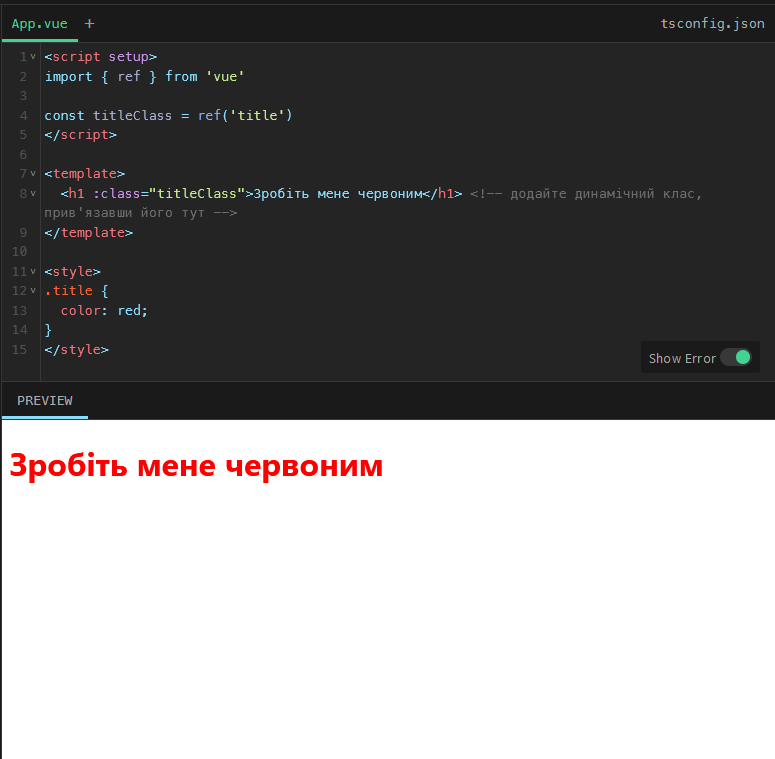 App.vue + tsconfig.json
1 <script setup>
2 import { ref } from 'vue'
3
4 const titleClass = ref('title')
5 </script>
6
7 <template>
8 <h1 :class="titleClass">Зробіть мене червоним</h1> <!-- додайте динамічний клас,
прив'язавши його тут -->
9 </template>
10
11 <style>
12 .title {
13 color: red;
14 }
15 </style>
Show Error
PREVIEW
Зробіть мене червоним